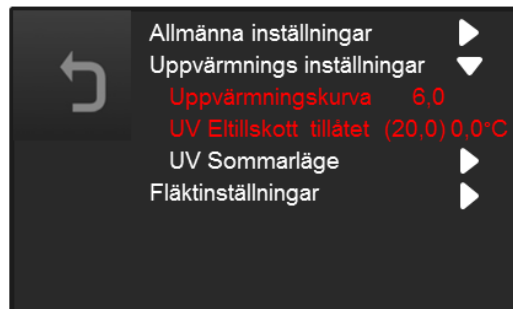 Allmänna inställningar
Uppvärmnings inställningar
Uppvärmningskurva 6,0
UV Eltillskott tillåtet (20,0) 0,0°C
UV Sommarläge
Fläktinställningar